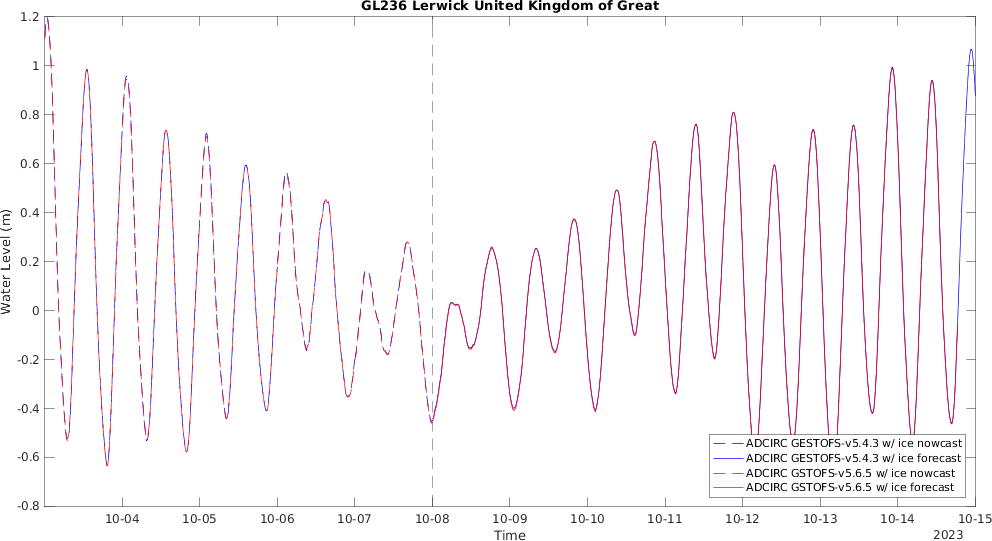 GL236 Lerwick United Kingdom of Great
1.2
1
0.8
0.6
0.4
0.2
0
-0.2
-0.4
-0.6
-0.8
Water Level (m)
ADCIRC GESTOFS-v5.4.3 w/ ice nowcast
ADCIRC GESTOFS-v5.4.3 w/ ice forecast
ADCIRC GSTOFS-v5.6.5 w/ ice nowcast
ADCIRC GSTOFS-v5.6.5 w/ ice forecast
10-04 10-05 10-06 10-07 10-08 10-09 10-10 10-11 10-12 10-13 10-14 10-15
Time
2023